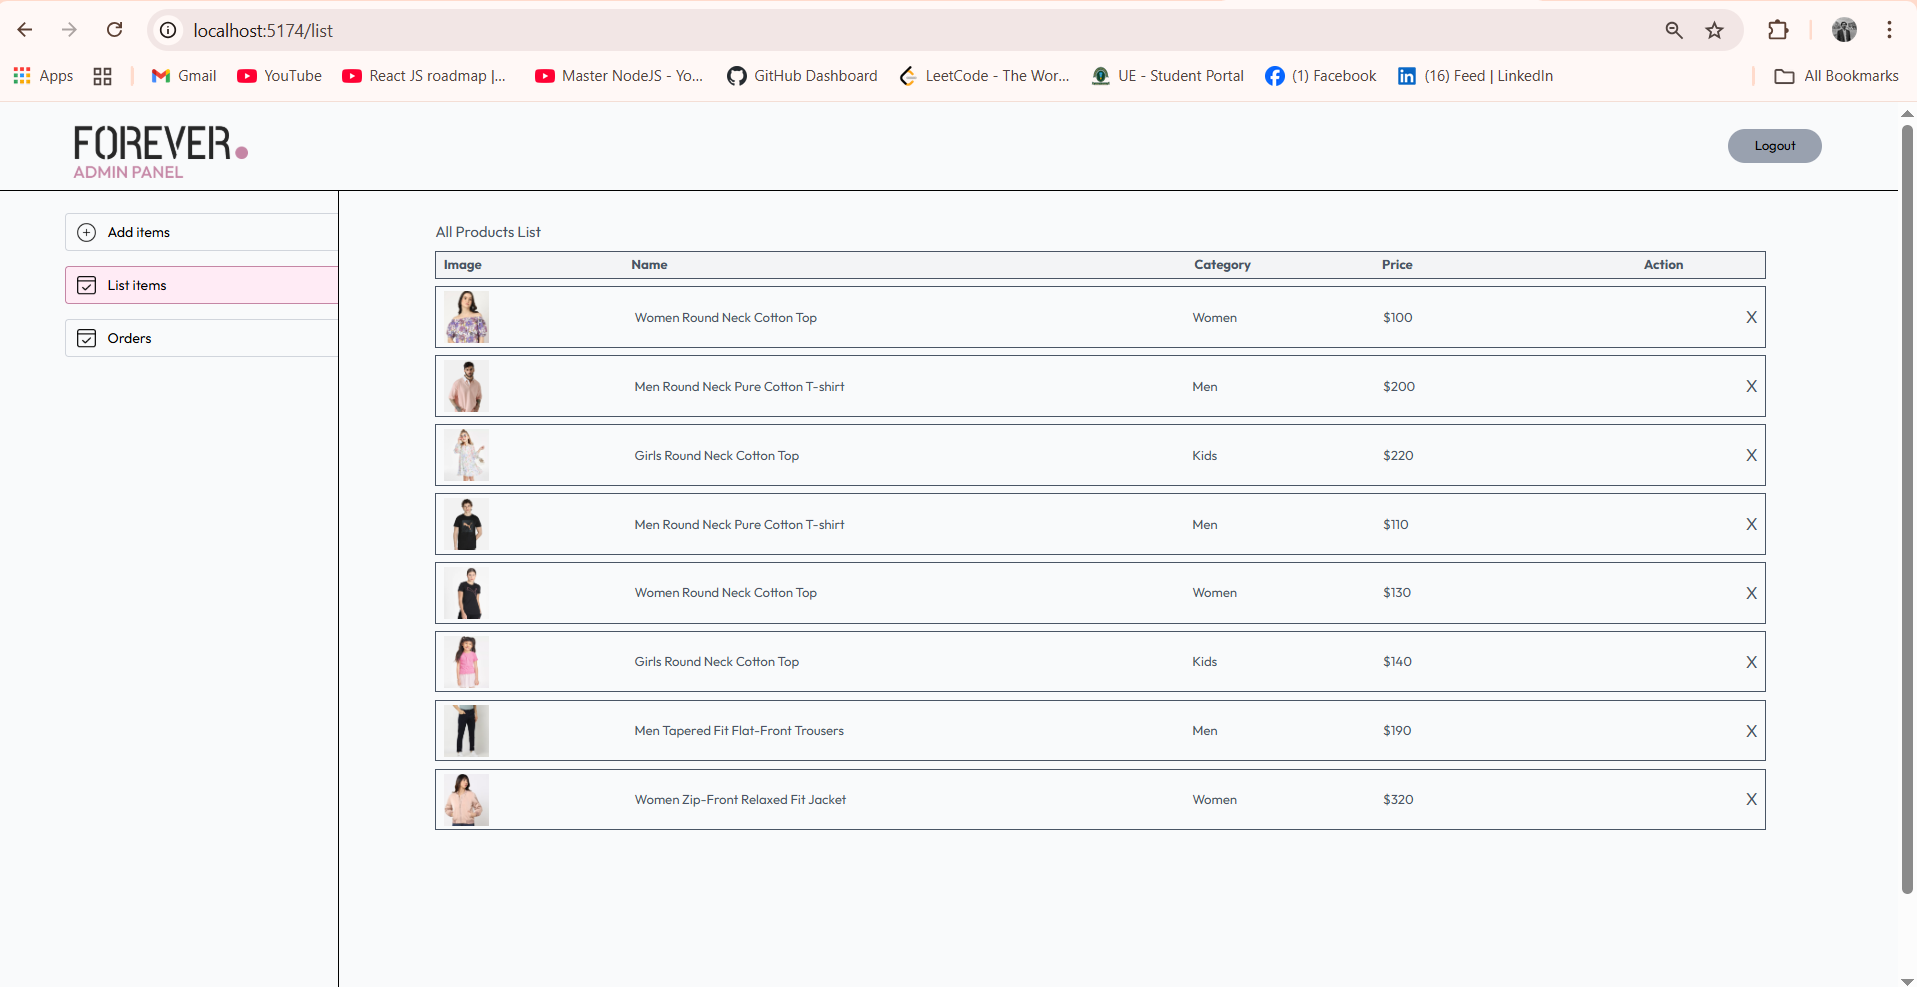 localhost:5174/list
Apps Gmail YouTube React JS roadmap |... Master NodeJS - Yo... GitHub Dashboard LeetCode - The Wor... UE - Student Portal (1) Facebook (16) Feed | LinkedIn All Bookmarks
FOREVER.
ADMIN PANEL
Logout
Add items
List items
Orders
All Products List
Image Name Category Price Action
Women Round Neck Cotton Top Women $100 X
Men Round Neck Pure Cotton T-shirt Men $200 X
Girls Round Neck Cotton Top Kids $220 X
Men Round Neck Pure Cotton T-shirt Men $110 X
Women Round Neck Cotton Top Women $130 X
Girls Round Neck Cotton Top Kids $140 X
Men Tapered Fit Flat-Front Trousers Men $190 X
Women Zip-Front Relaxed Fit Jacket Women $320 X